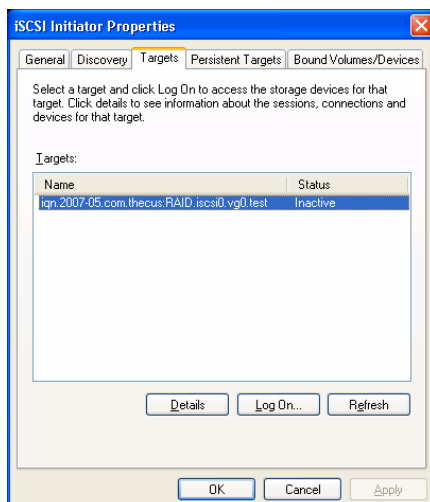 iSCSI Initiator Properties
General Discovery Targets Persistent Targets Bound Volumes/Devices
Select a target and click Log On to access the storage devices for that
target. Click details to see information about the sessions, connections and
devices for that target.
Targets:
Name Status
iqn.2007-05.com.thecus:RAID.iscsi0.vg0.test Inactive
Details Log On... Refresh
OK Cancel Apply